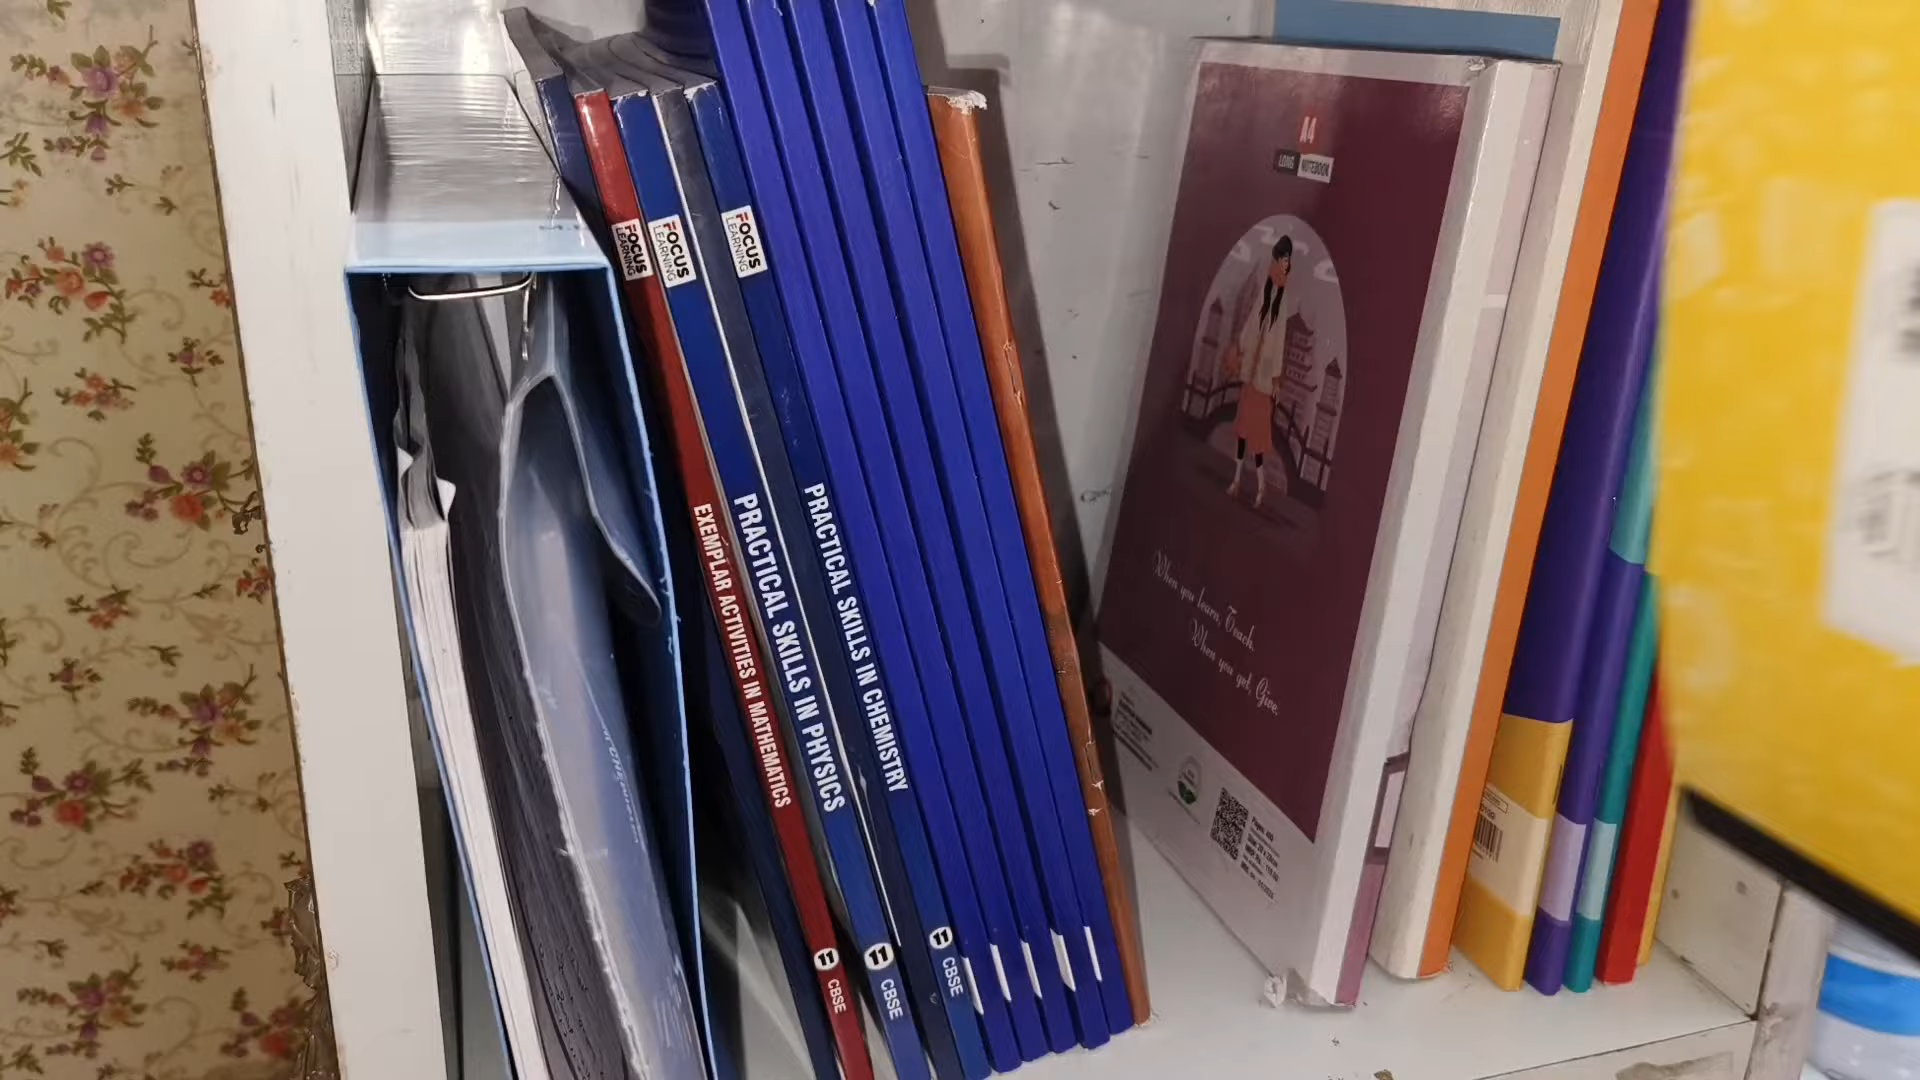 FOCUS
LEARNING
EXEMPLAR ACTIVITIES IN MATHEMATICS
11
CBSE
FOCUS
LEARNING
PRACTICAL SKILLS IN PHYSICS
11
CBSE
FOCUS
LEARNING
PRACTICAL SKILLS IN CHEMISTRY
11
CBSE
A4
LONG NOTEBOOK
When you learn, Teach.
When you get, Give.